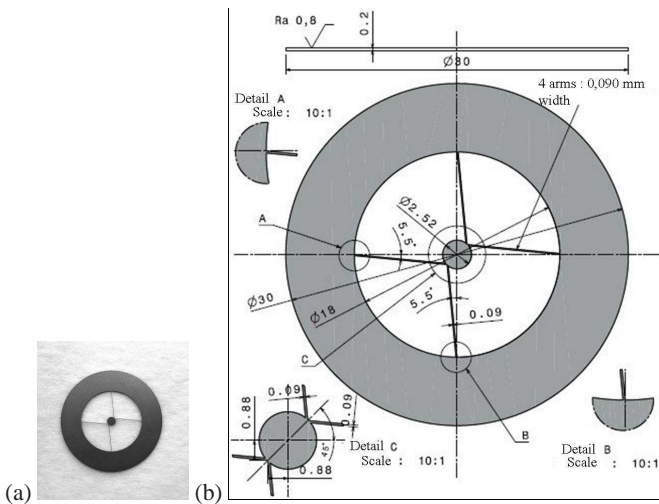 Ra 0,8
0.2
Ø30
4 arms : 0,090 mm
width
Detail A
Scale : 10:1
A
Ø2.52
5.5°
Ø30
Ø18
5.5°
0.09
C
0.09
0.09
0.88
45°
0.88
Detail C
Scale : 10:1
B
Detail B
Scale : 10:1
(a)
(b)